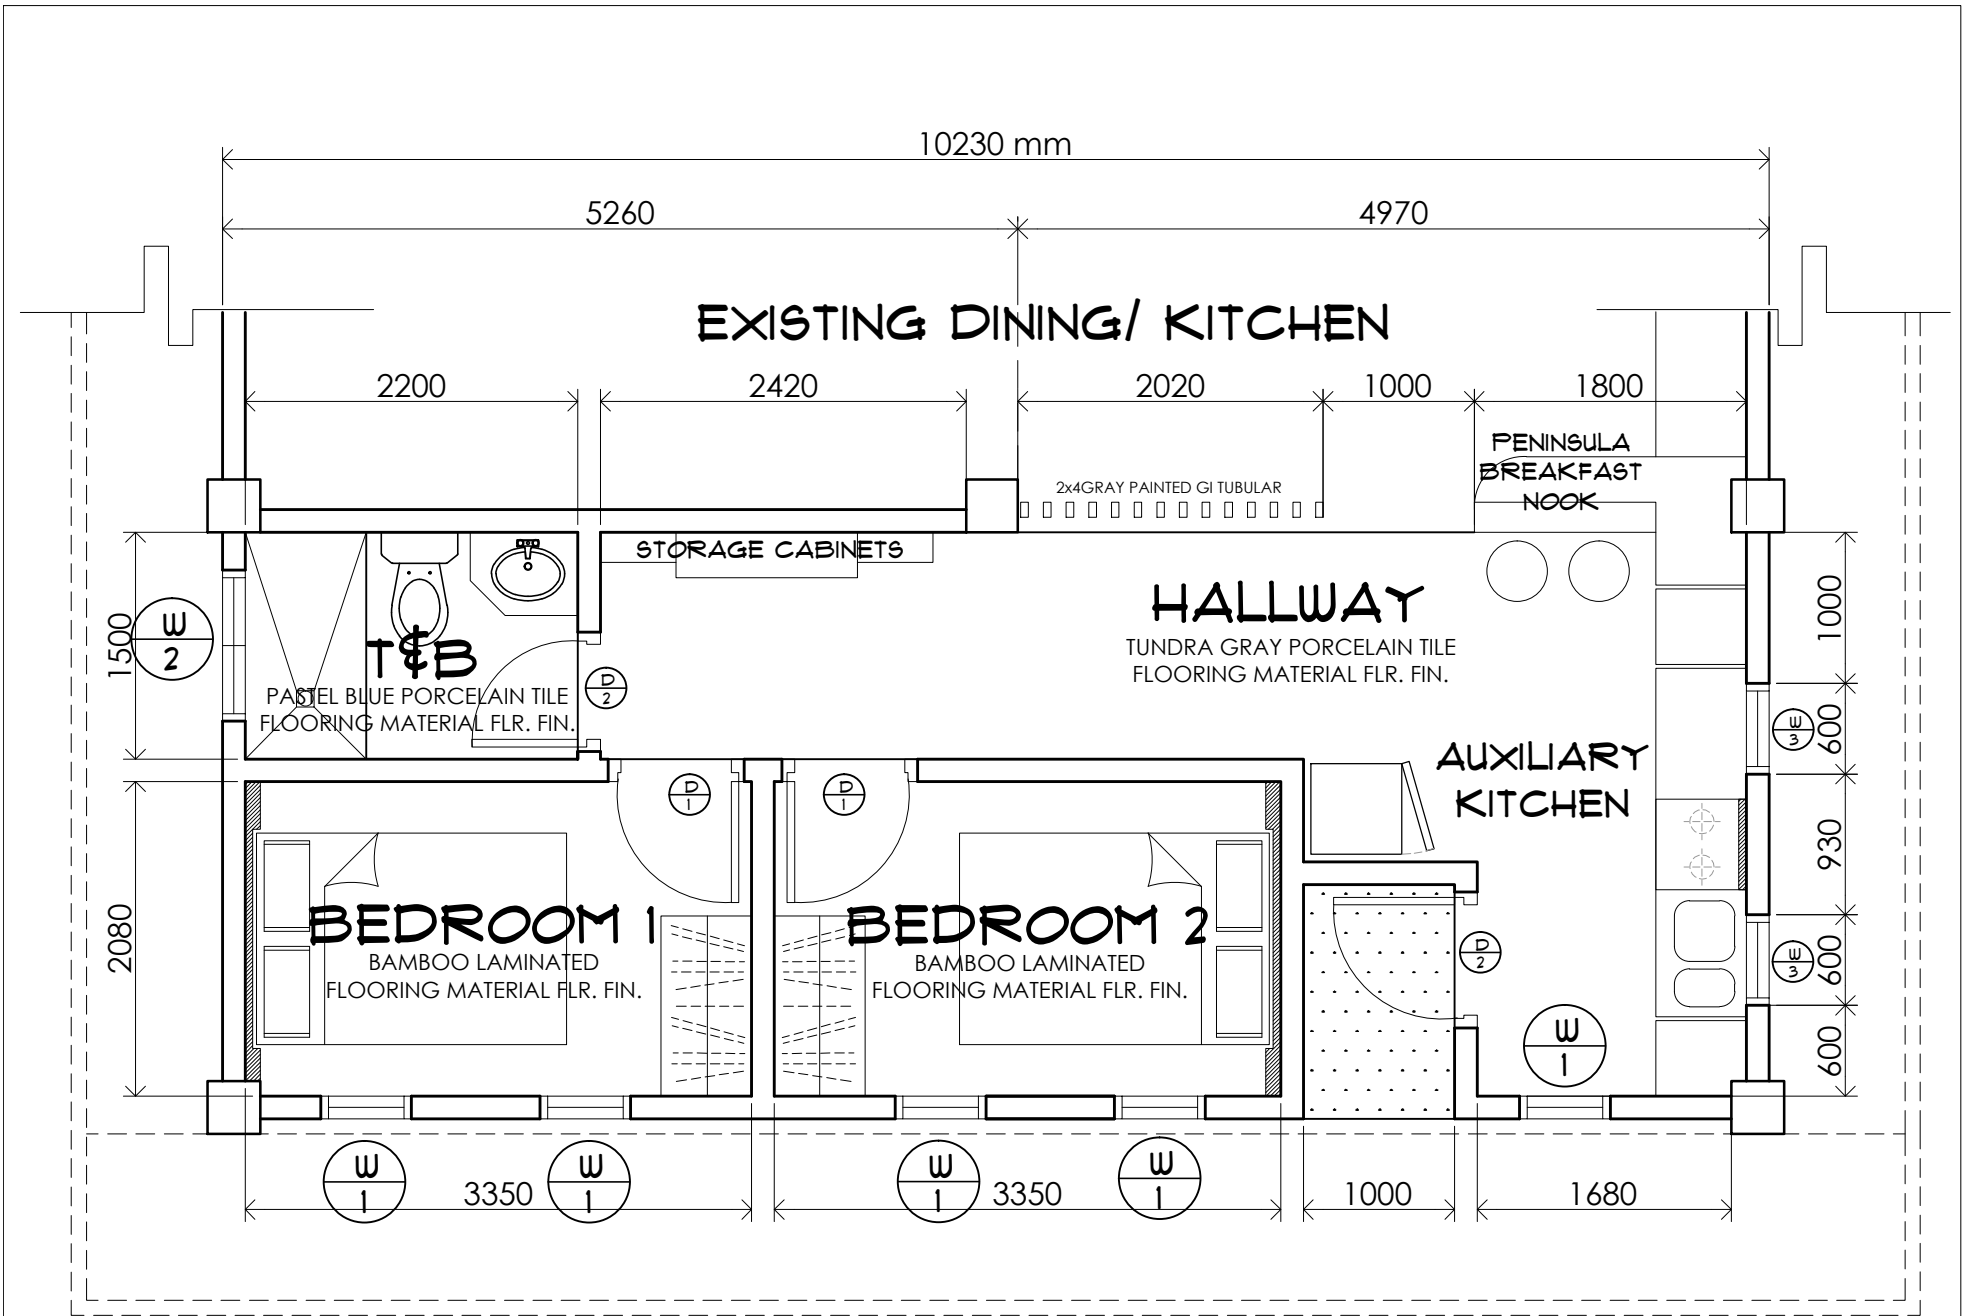 10230 mm
5260
4970
EXISTING DINING/ KITCHEN
2200
2420
2020
1000
1800
PENINSULA
BREAKFAST
NOOK
2x4GRAY PAINTED GI TUBULAR
STORAGE CABINETS
HALLWAY
TUNDRA GRAY PORCELAIN TILE
FLOORING MATERIAL FLR. FIN.
1500
W
2
T&B
PASTEL BLUE PORCELAIN TILE
FLOORING MATERIAL FLR. FIN.
D
2
1000
W
3
600
AUXILIARY
KITCHEN
D
1
D
1
930
2080
BEDROOM 1
BAMBOO LAMINATED
FLOORING MATERIAL FLR. FIN.
BEDROOM 2
BAMBOO LAMINATED
FLOORING MATERIAL FLR. FIN.
D
2
W
3
600
W
1
600
W
1
3350
W
1
W
1
3350
W
1
1000
1680